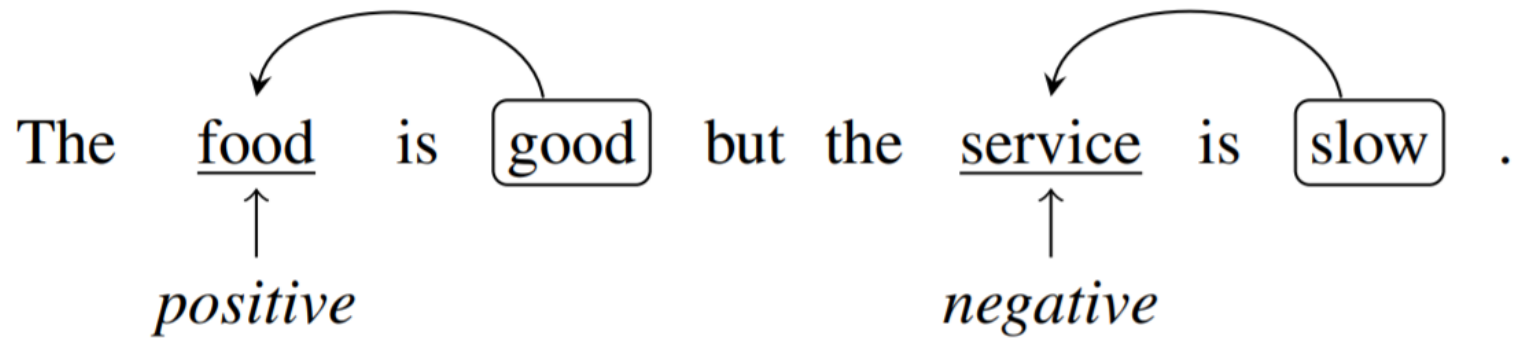 The food is good but the service is slow .
positive negative